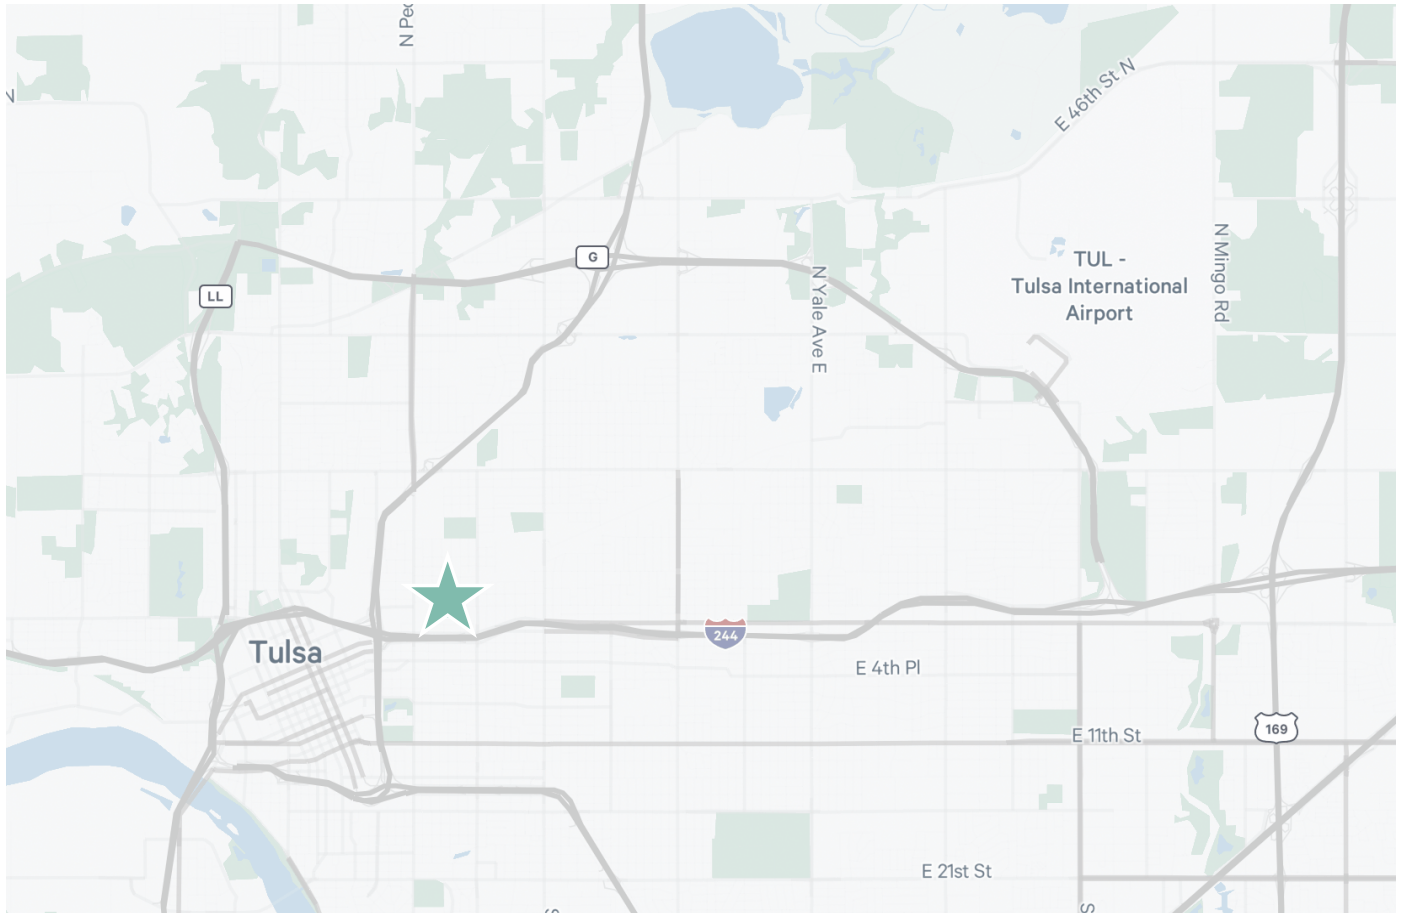 N Pec
E 46th St N
N Mingo Rd
G
TUL -
Tulsa International
Airport
N Yale Ave E
LL
Tulsa
244
E 4th Pl
E 11th St
169
E 21st St
S